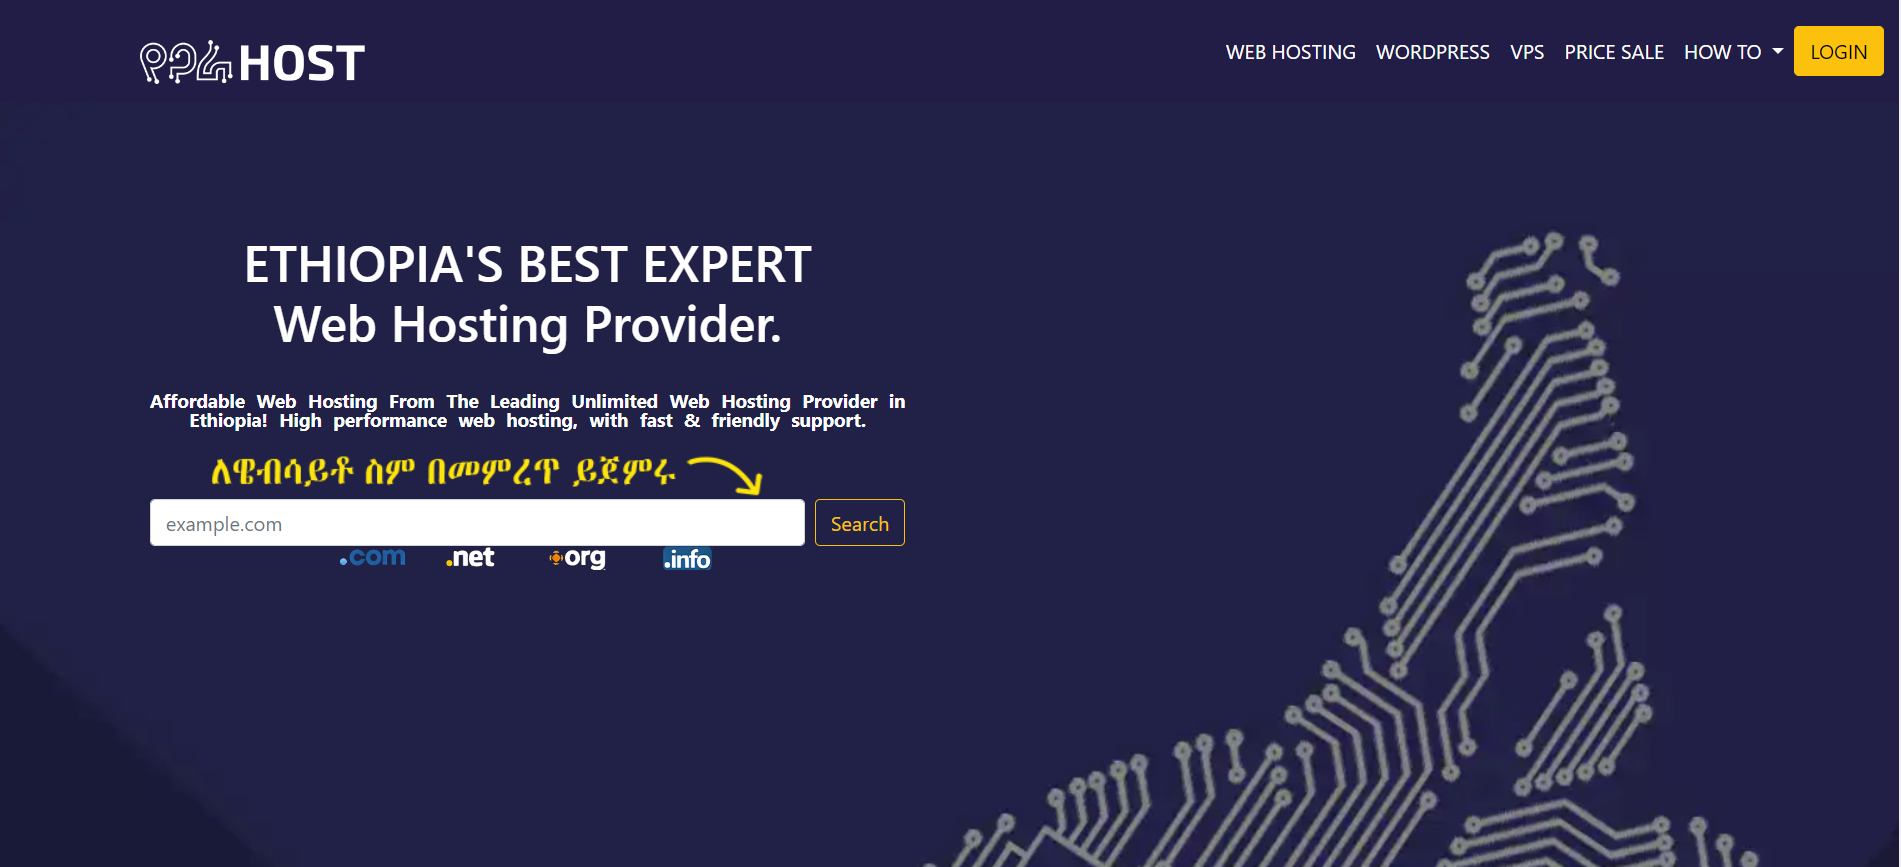 የጋራ HOST
WEB HOSTING WORDPRESS VPS PRICE SALE HOW TO LOGIN
ETHIOPIA'S BEST EXPERT
Web Hosting Provider.
Affordable Web Hosting From The Leading Unlimited Web Hosting Provider in
Ethiopia! High performance web hosting, with fast & friendly support.
ለዌብሳይቶ ስም በመምረጥ ይጀምሩ
example.com Search
.com .net org .info